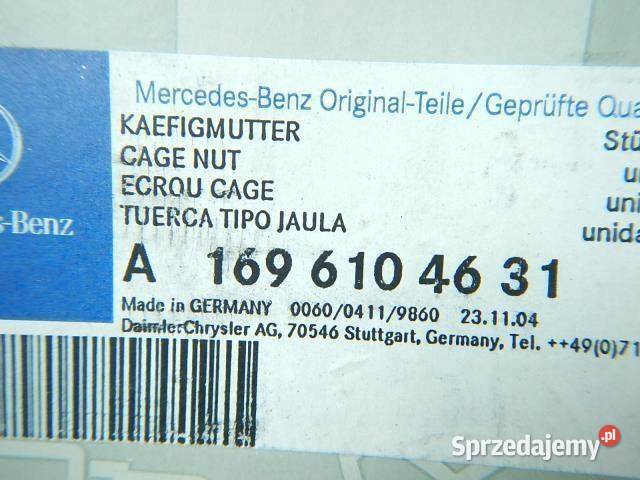 Mercedes-Benz Original-Teile/Geprüfte Qua
KAEFIGMUTTER
CAGE NUT
ECROU CAGE
TUERCA TIPO JAULA
Stü
un
uni
unida
s-Benz
A 169 610 46 31
Made in GERMANY 0060/0411/9860 23.11.04
DaimlerChrysler AG, 70546 Stuttgart, Germany, Tel. ++49(0)71
Sprzedajemy.pl